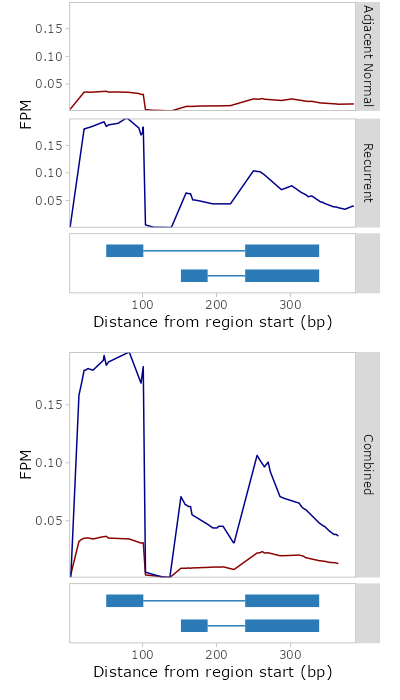 0.15
0.10
0.05
Adjacent Normal
FPM
0.15
0.10
0.05
Recurrent
100
200
300
Distance from region start (bp)
0.15
0.10
0.05
FPM
Combined
100
200
300
Distance from region start (bp)